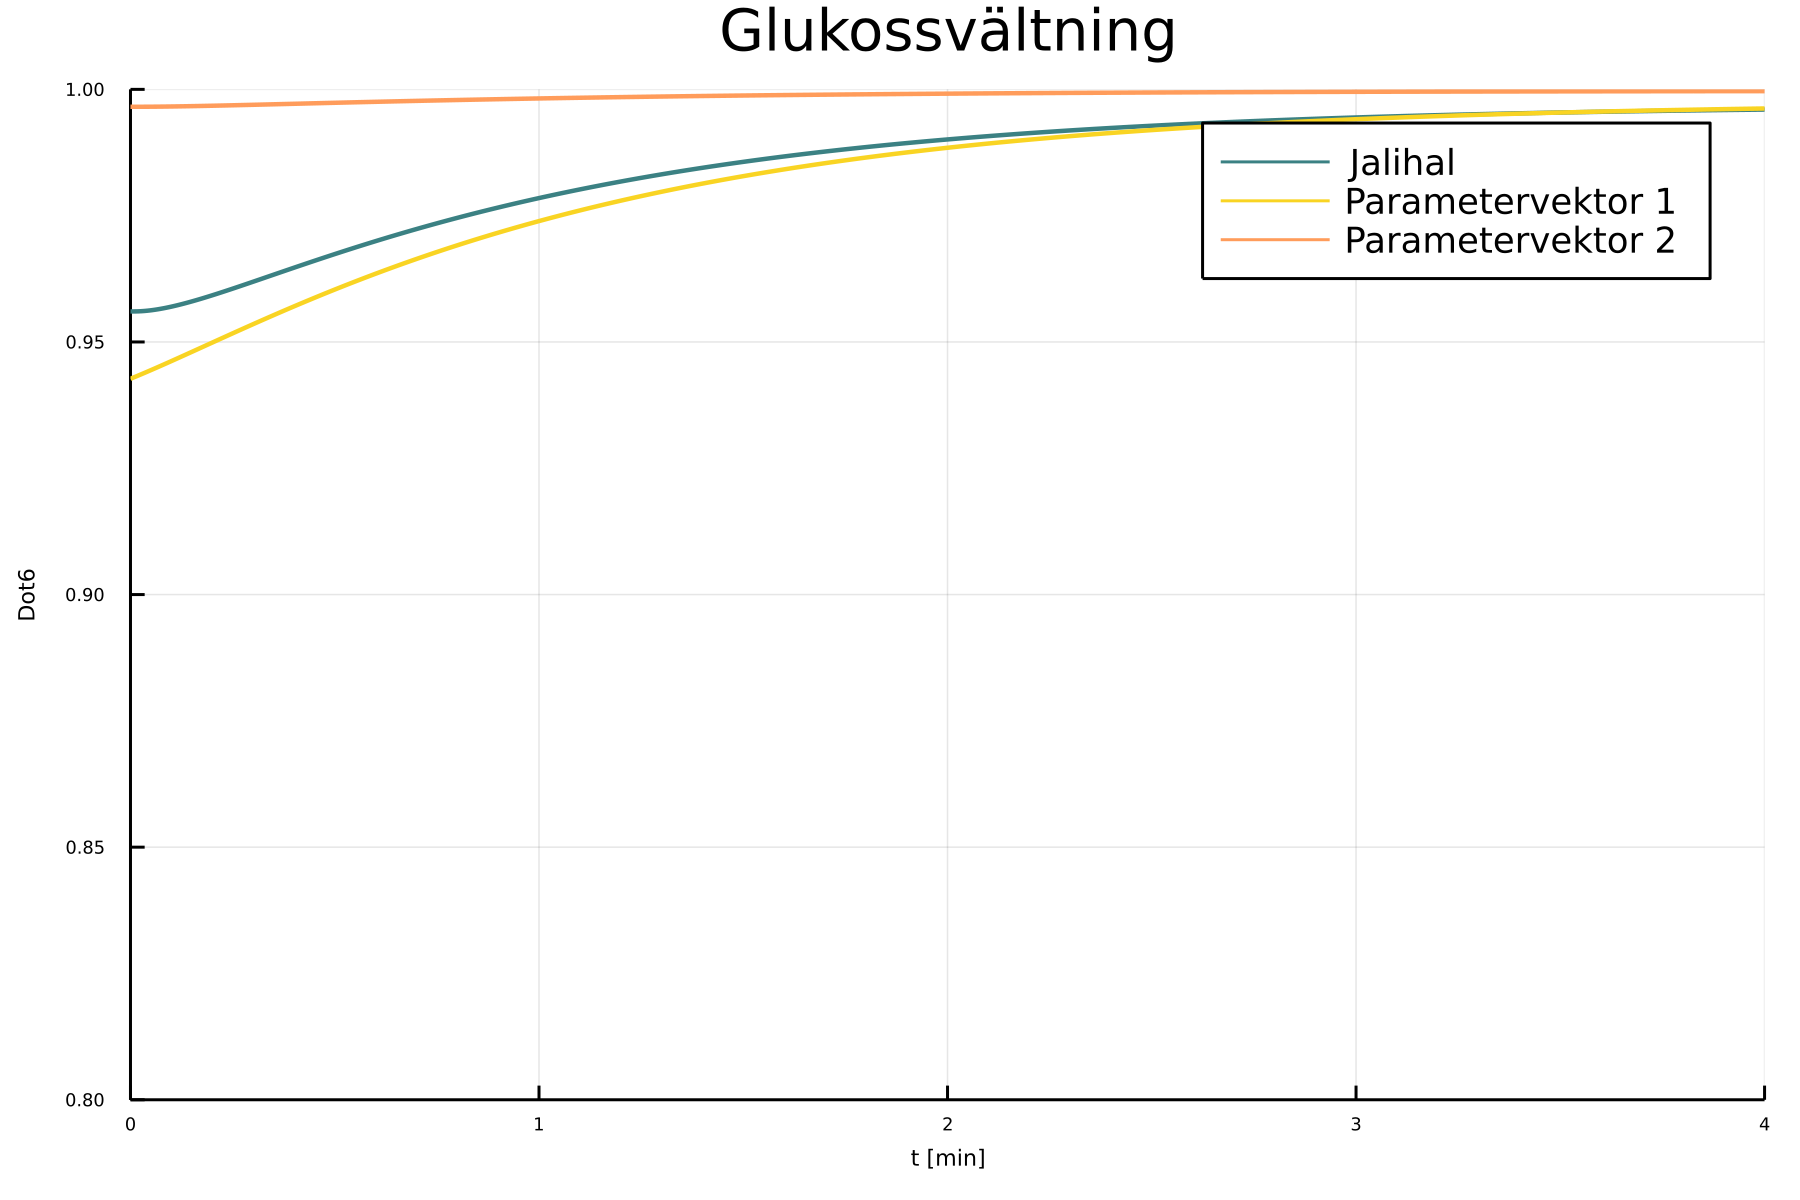 Glukossvältning
1.00
0.95
0.90
0.85
0.80
Dot6
Jalihal
Parametervektor 1
Parametervektor 2
0 1 2 3 4
t [min]